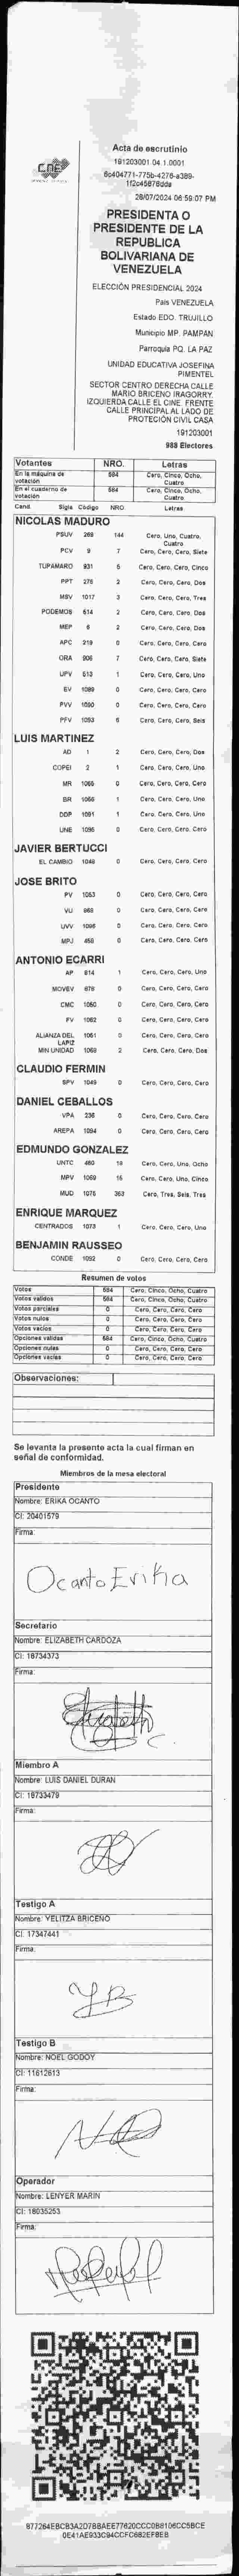 CNE
Acta de escrutinio
191203001.04.1.0001
28/07/2024 06:59:07 PM
PRESIDENTA O
PRESIDENTE DE LA
REPUBLICA
BOLIVARIANA DE
VENEZUELA
ELECCIÓN PRESIDENCIAL 2024
Pais VENEZUELA
Estado EDO. TRUJILLO
Municipio MP. PAMPAN
Parroquia PQ. LA PAZ
UNIDAD EDUCATIVA JOSEFINA
PIMENTEL
SECTOR CENTRO DERECHA CALLE
MARIO BRICENO IRAGORRY.
IZQUIERDA CALLE EL CINE FRENTE
CALLE PRINCIPAL AL LADO DE
PROTECIÓN CIVIL CASA
191203001
988 Electores
Votantes NRO. Letras
En la máquina de votación 584 Cero, Cinco, Ocho, Cuatro
En el cuaderno de votación 584 Cero, Cinco, Ocho, Cuatro
Cand. Sigla Código NRO Letras
NICOLAS MADURO
PSUV 268 144 Cero, Uno, Cuatro, Cuatro
PCV 9 7 Cero, Cero, Cero, Siete
TUPAMARO 931 5 Cero, Cero, Cero, Cinco
PPT 276 2 Cero, Cero, Cero, Dos
MSV 1017 3 Cero, Cero, Cero, Tres
PODEMOS 514 2 Cero, Cero, Cero, Dos
MEP 6 2 Cero, Cero, Cero, Dos
APC 219 0 Cero, Cero, Cero, Cero
ORA 906 7 Cero, Cero, Cero, Siete
UPV 513 1 Cero, Cero, Cero, Uno
EV 1089 0 Cero, Cero, Cero, Cero
PVV 1090 0 Cero, Cero, Cero, Cero
PFV 1093 6 Cero, Cero, Cero, Seis
LUIS MARTINEZ
AD 1 2 Cero, Cero, Cero, Dos
COPEI 2 1 Cero, Cero, Cero, Uno
MR 1065 0 Cero, Cero, Cero, Cero
BR 1056 1 Cero, Cero, Cero, Uno
DDP 1091 1 Cero, Cero, Cero, Uno
UNE 1096 0 Cero, Cero, Cero, Cero
JAVIER BERTUCCI
EL CAMBIO 1048 0 Cero, Cero, Cero, Cero
JOSE BRITO
PV 1053 0 Cero, Cero, Cero, Cero
VU 868 0 Cero, Cero, Cero, Cero
UVV 0 Cero, Cero, Cero, Cero
MPJ 458 0 Cero, Cero, Cero, Cero
ANTONIO ECARRI
AP 814 1 Cero, Cero, Cero, Uno
MOVEV 878 0 Cero, Cero, Cero, Cero
CMC 1050 0 Cero, Cero, Cero, Cero
FV 1062 0 Cero, Cero, Cero, Cero
ALIANZA DEL LAPIZ 1061 0 Cero, Cero, Cero, Cero
MIN UNIDAD 1069 2 Cero, Cero, Cero, Dos
CLAUDIO FERMIN
SPV 1049 0 Cero, Cero, Cero, Cero
DANIEL CEBALLOS
VPA 236 0 Cero, Cero, Cero, Cero
AREPA 1094 0 Cero, Cero, Cero, Cero
EDMUNDO GONZALEZ
UNTC 460 18 Cero, Cero, Uno, Ocho
MPV 1069 15 Cero, Cero, Uno, Cinco
MUD 1075 363 Cero, Tres, Seis, Tres
ENRIQUE MARQUEZ
CENTRADOS 1073 1 Cero, Cero, Cero, Uno
BENJAMIN RAUSSEO
CONDE 1092 0 Cero, Cero, Cero, Cero
Resumen de votos
Votos 584 Cero, Cinco, Ocho, Cuatro
Votos validos 584 Cero, Cinco, Ocho, Cuatro
Votos parciales 0 Cero, Cero, Cero, Cero
Votos nulos 0 Cero, Cero, Cero, Cero
Votos vacios 0 Cero, Cero, Cero, Cero
Opciones validas 584 Cero, Cinco, Ocho, Cuatro
Opciones nulas 0 Cero, Cero, Cero, Cero
Opciones vacias 0 Cero, Cero, Cero, Cero
Observaciones:
Se levanta la presente acta la cual firman en
señal de conformidad.
Miembros de la mesa electoral
Presidente
Nombre: ERIKA OCANTO
CI: 20401579
Firma:
Ocanto Erika
Secretario
Nombre: ELIZABETH CARDOZA
CI: 18734373
Firma:
Miembro A
Nombre: LUIS DANIEL DURAN
CI: 18733479
Firma:
Testigo A
Nombre: YELITZA BRICENO
CI: 17347441
Firma:
YB
Testigo B
Nombre: NOEL GODOY
CI: 11612613
Firma:
Operador
Nombre: LENYER MARIN
CI: 18035253
Firma: